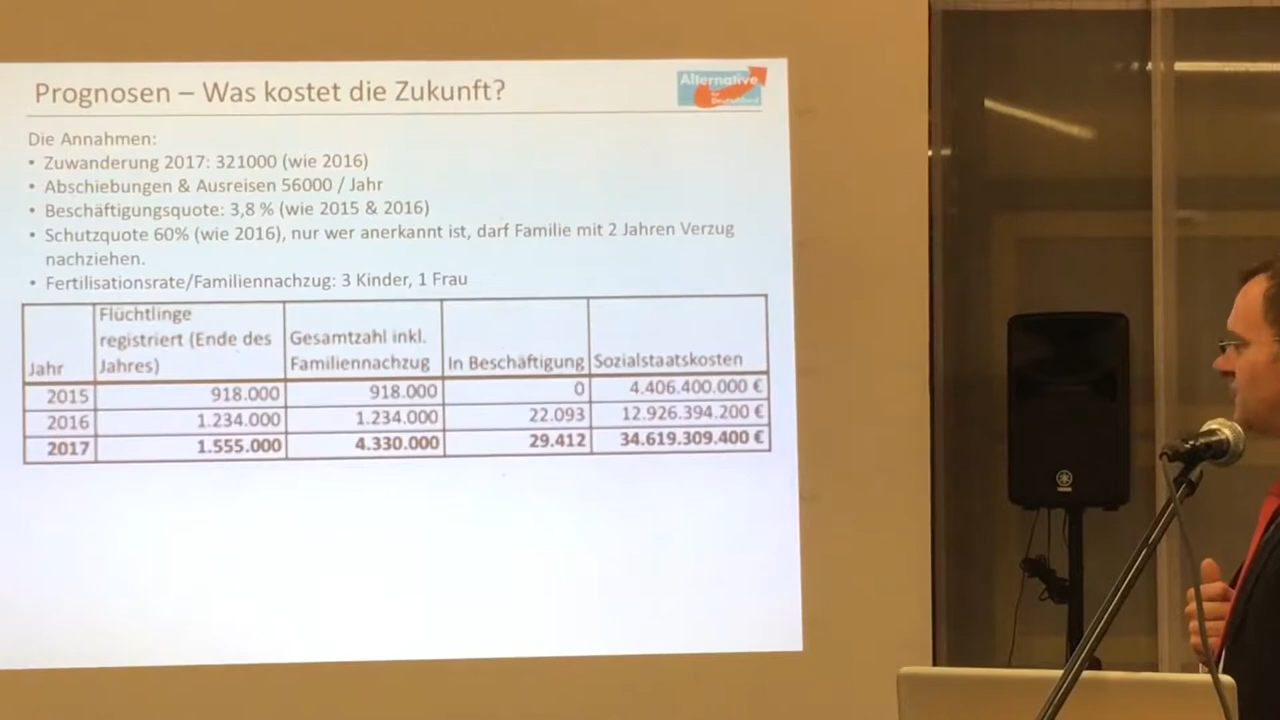 Prognosen – Was kostet die Zukunft?
Alternative
für
Deutschland
Die Annahmen:
• Zuwanderung 2017: 321000 (wie 2016)
• Abschiebungen & Ausreisen 56000 / Jahr
• Beschäftigungsquote: 3,8 % (wie 2015 & 2016)
• Schutzquote 60% (wie 2016), nur wer anerkannt ist, darf Familie mit 2 Jahren Verzug
nachziehen.
• Fertilisationsrate/Familiennachzug: 3 Kinder, 1 Frau
Jahr
Flüchtlinge
registriert (Ende des
Jahres)
Gesamtzahl inkl.
Familiennachzug
In Beschäftigung
Sozialstaatskosten
2015 918.000 918.000 0 4.406.400.000 €
2016 1.234.000 1.234.000 22.093 12.926.394.200 €
2017 1.555.000 4.330.000 29.412 34.619.309.400 €